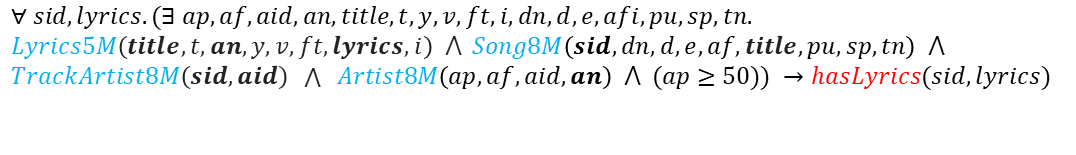 ∀ sid, lyrics. (∃ ap, af, aid, an, title, t, y, v, ft, i, dn, d, e, afi, pu, sp, tn.
Lyrics5M(title, t, an, y, v, ft, lyrics, i) ∧ Song8M(sid, dn, d, e, af, title, pu, sp, tn) ∧
TrackArtist8M(sid, aid) ∧ Artist8M(ap, af, aid, an) ∧ (ap ≥ 50)) → hasLyrics(sid, lyrics)